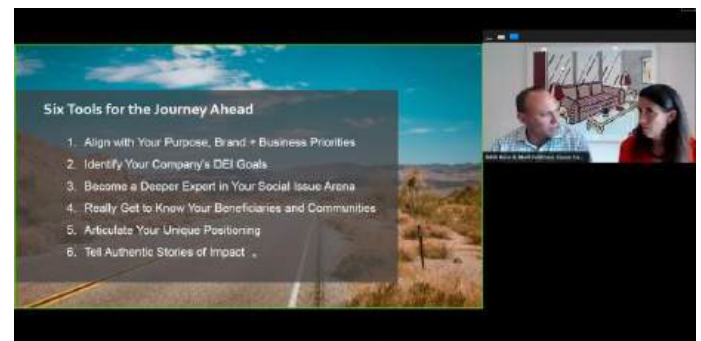 Six Tools for the Journey Ahead
1. Align with Your Purpose, Brand + Business Priorities
2. Identify Your Company's DEI Goals
3. Become a Deeper Expert in Your Social Issue Arena
4. Really Get to Know Your Beneficiaries and Communities
5. Articulate Your Unique Positioning
6. Tell Authentic Stories of Impact